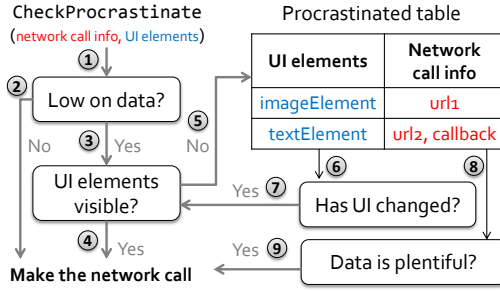 CheckProcrastinate
(network call info, UI elements)
1
2
Low on data?
No
3
Yes
5
No
UI elements
visible?
4
Yes
Make the network call
Procrastinated table
UI elements
Network
call info
imageElement
url1
textElement
url2, callback
6
8
Yes
7
Has UI changed?
Yes
9
Data is plentiful?